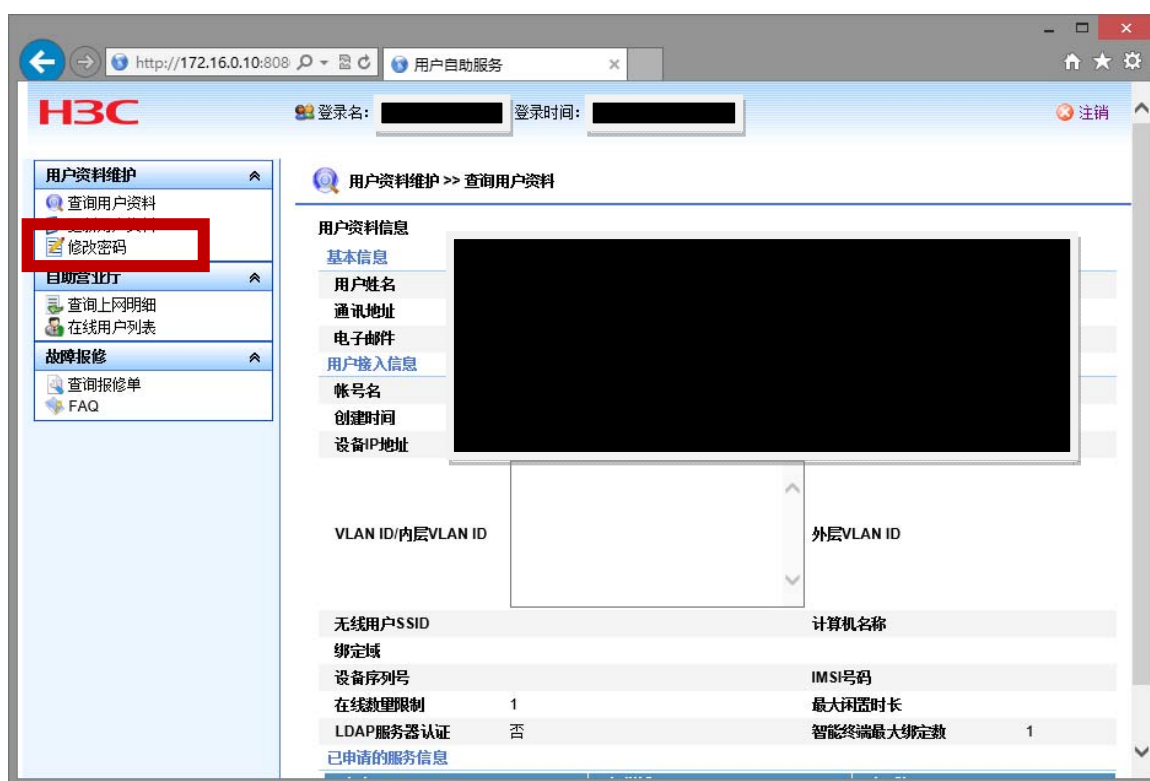 http://172.16.0.10:808
用户自助服务
H3C
登录名：
登录时间：
注销
用户资料维护
查询用户资料
修改密码
自助营业厅
查询上网明细
在线用户列表
故障报修
查询报修单
FAQ
用户资料维护 >> 查询用户资料
用户资料信息
基本信息
用户姓名
通讯地址
电子邮件
用户接入信息
帐号名
创建时间
设备IP地址
VLAN ID/内层VLAN ID 外层VLAN ID
无线用户SSID 计算机名称
绑定域
设备序列号 IMSI号码
在线数量限制 1 最大闲置时长
LDAP服务器认证 否 智能终端最大绑定数 1
已申请的服务信息